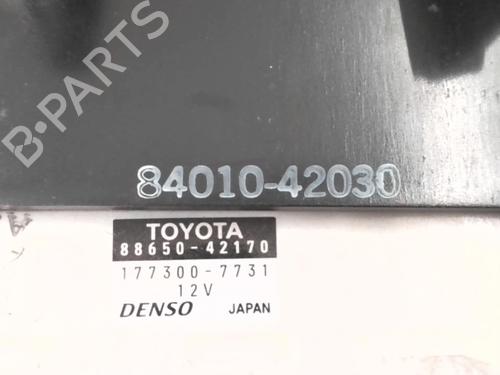 B-PARTS
84010-42030
TOYOTA
88650-42170
177300-7731
12V
DENSO JAPAN